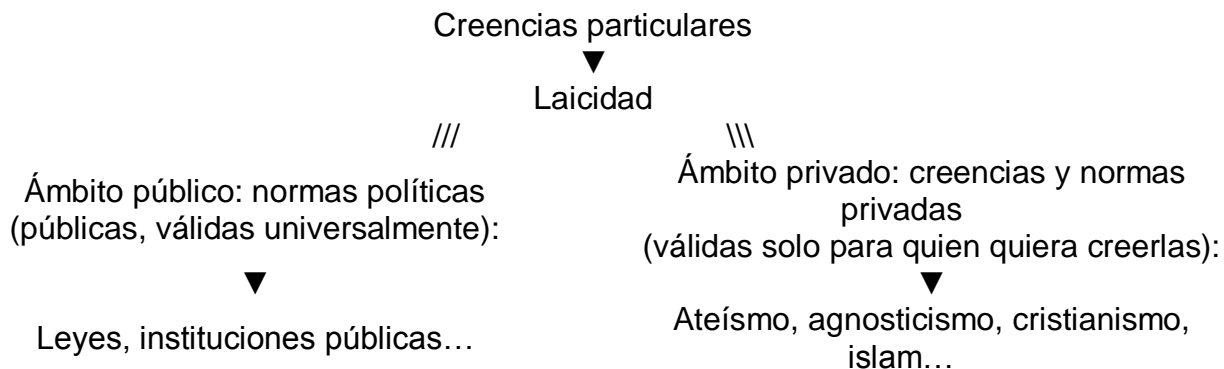 Creencias particulares
▼
Laicidad
/// \\\
Ámbito público: normas políticas
(públicas, válidas universalmente):
▼
Leyes, instituciones públicas…
Ámbito privado: creencias y normas
privadas
(válidas solo para quien quiera creerlas):
▼
Ateísmo, agnosticismo, cristianismo,
islam…